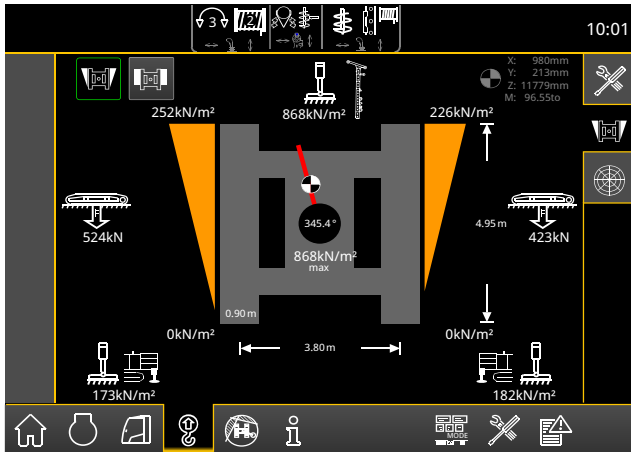 3
2
10:01
X: 980mm
Y: 213mm
Z: 11779mm
M: 96.55to
252kN/m²
868kN/m²
226kN/m²
F
524kN
345.4°
4.95 m
F
423kN
868kN/m²
max
0.90 m
0kN/m²
3.80 m
0kN/m²
173kN/m²
182kN/m²
MODE